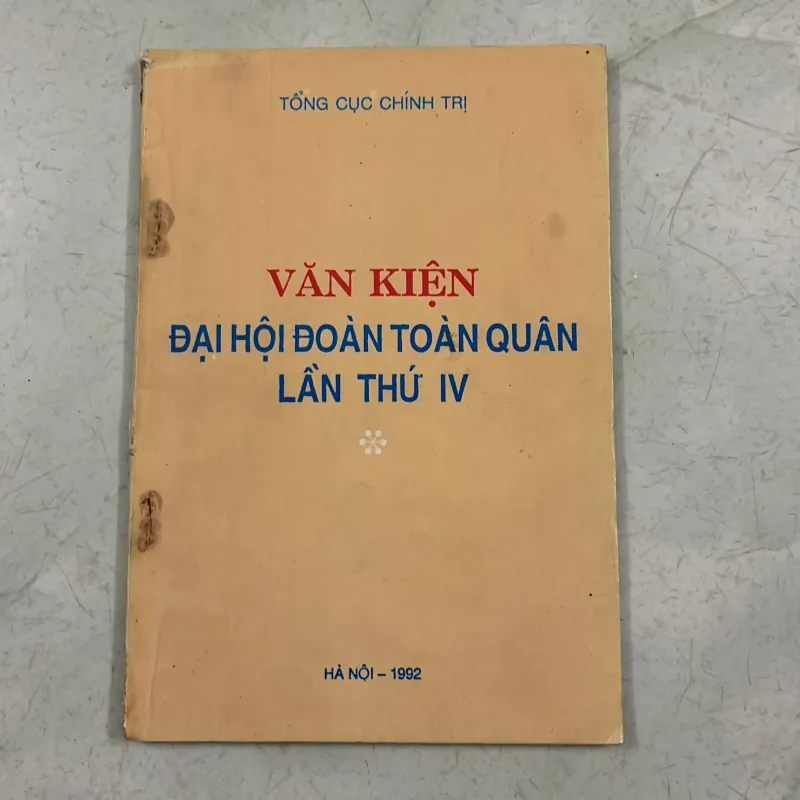 TỔNG CỤC CHÍNH TRỊ
VĂN KIỆN
ĐẠI HỘI ĐOÀN TOÀN QUÂN
LẦN THỨ IV
HÀ NỘI – 1992